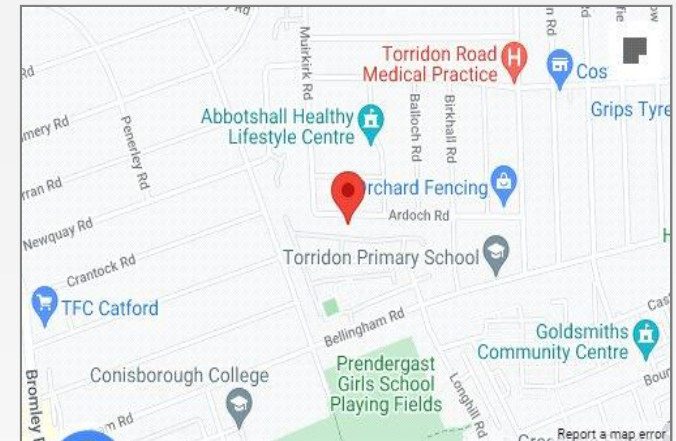 Muirkirk Rd
Torridon Road
Medical Practice
Cos
Grips Tyre
Abbotshall Healthy
Lifestyle Centre
Balloch Rd
Birkhall Rd
Penerley Rd
mery Rd
rran Rd
Newquay Rd
rchard Fencing
Ardoch Rd
Crantock Rd
Torridon Primary School
TFC Catford
Bellingham Rd
Goldsmiths
Community Centre
Conisborough College
Prendergast
Girls School
Playing Fields
Longhill Rd
Bromley
Report a map error